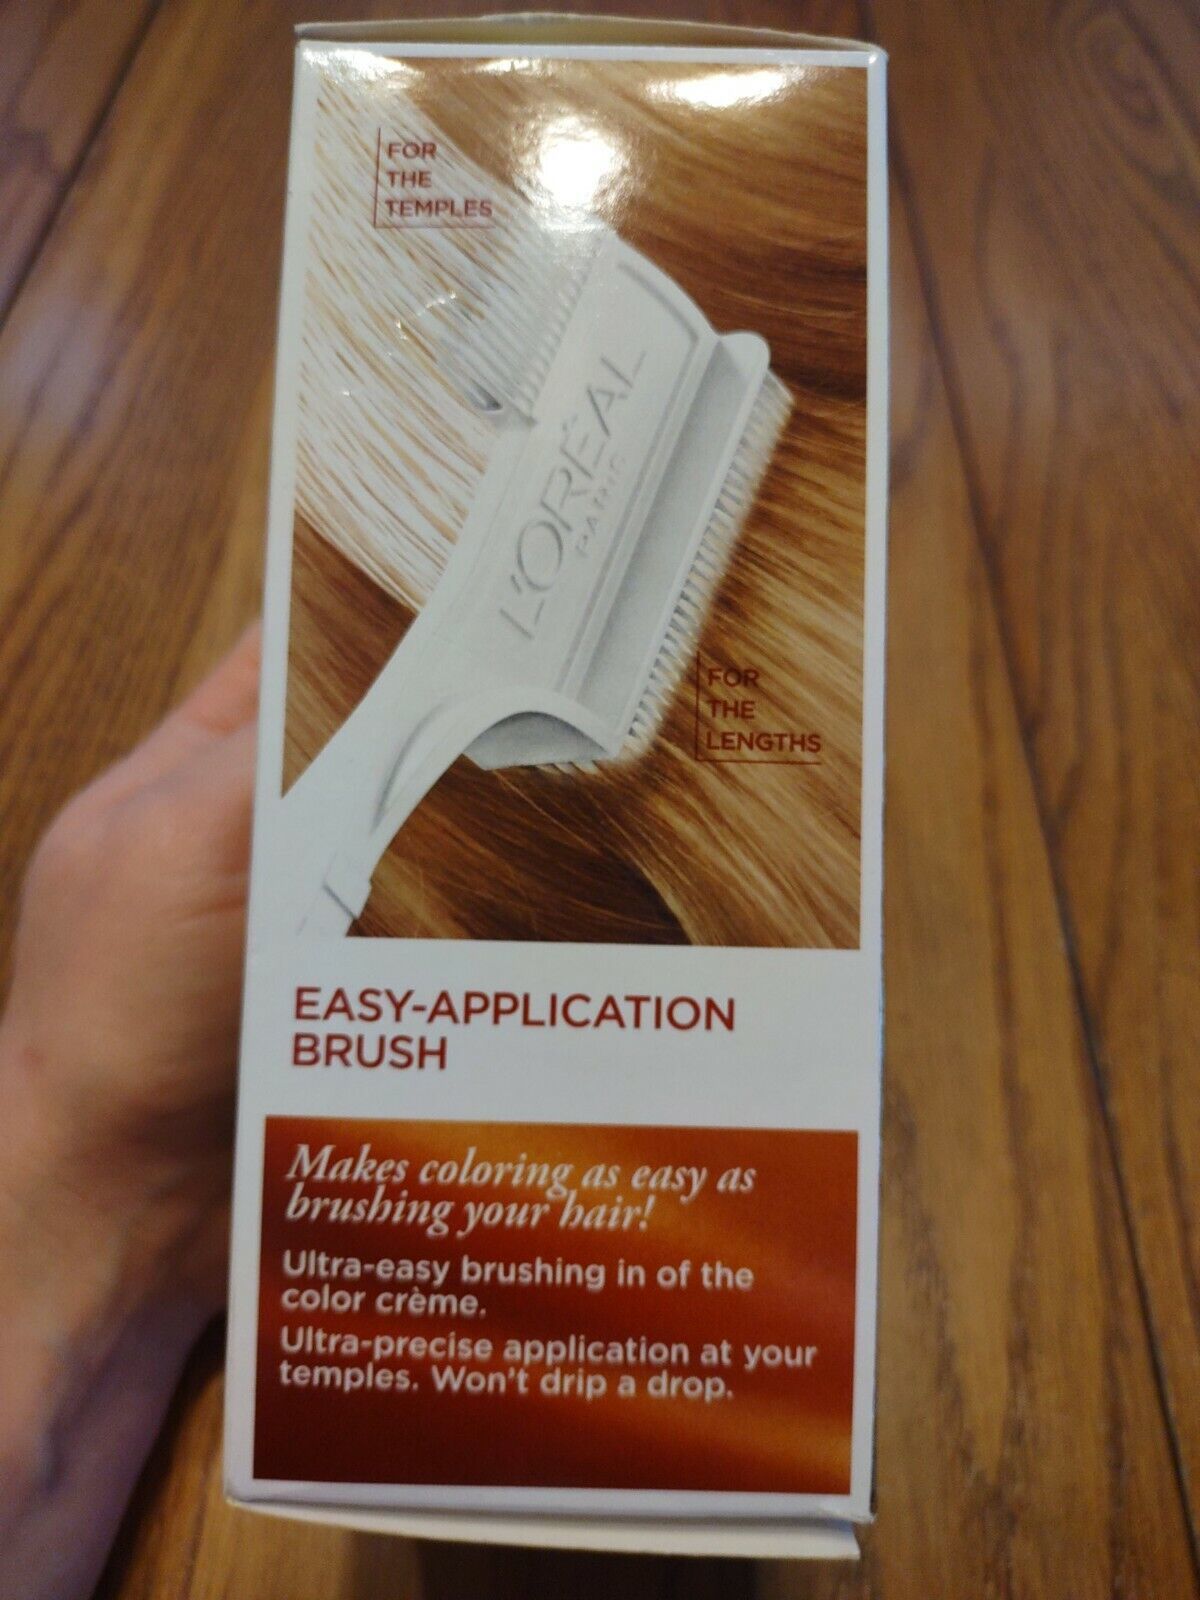 FOR
THE
TEMPLES
L'ORÉAL
PARIS
FOR
THE
LENGTHS
EASY-APPLICATION
BRUSH
Makes coloring as easy as
brushing your hair!
Ultra-easy brushing in of the
color crème.
Ultra-precise application at your
temples. Won't drip a drop.